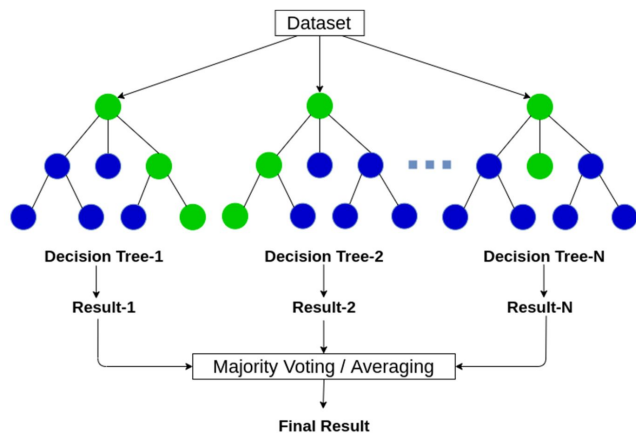 Dataset
Decision Tree-1
Decision Tree-2
Decision Tree-N
Result-1
Result-2
Result-N
Majority Voting / Averaging
Final Result